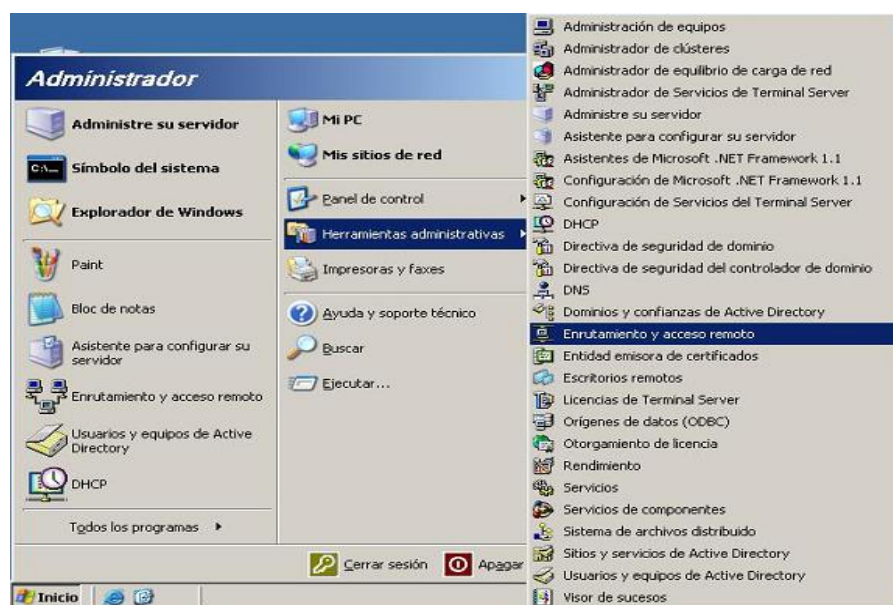 Administrador
Administre su servidor
Símbolo del sistema
Explorador de Windows
Paint
Bloc de notas
Asistente para configurar su
servidor
Enrutamiento y acceso remoto
Usuarios y equipos de Active
Directory
DHCP
Todos los programas
Mi PC
Mis sitios de red
Panel de control
Herramientas administrativas
Impresoras y faxes
Ayuda y soporte técnico
Buscar
Ejecutar...
Cerrar sesión
Apagar
Inicio
Administración de equipos
Administrador de clústeres
Administrador de equilibrio de carga de red
Administrador de Servicios de Terminal Server
Administre su servidor
Asistente para configurar su servidor
Asistentes de Microsoft .NET Framework 1.1
Configuración de Microsoft .NET Framework 1.1
Configuración de Servicios del Terminal Server
DHCP
Directiva de seguridad de dominio
Directiva de seguridad del controlador de dominio
DNS
Dominios y confianzas de Active Directory
Enrutamiento y acceso remoto
Entidad emisora de certificados
Escritorios remotos
Licencias de Terminal Server
Orígenes de datos (ODBC)
Otorgamiento de licencia
Rendimiento
Servicios
Servicios de componentes
Sistema de archivos distribuido
Sitios y servicios de Active Directory
Usuarios y equipos de Active Directory
Visor de sucesos